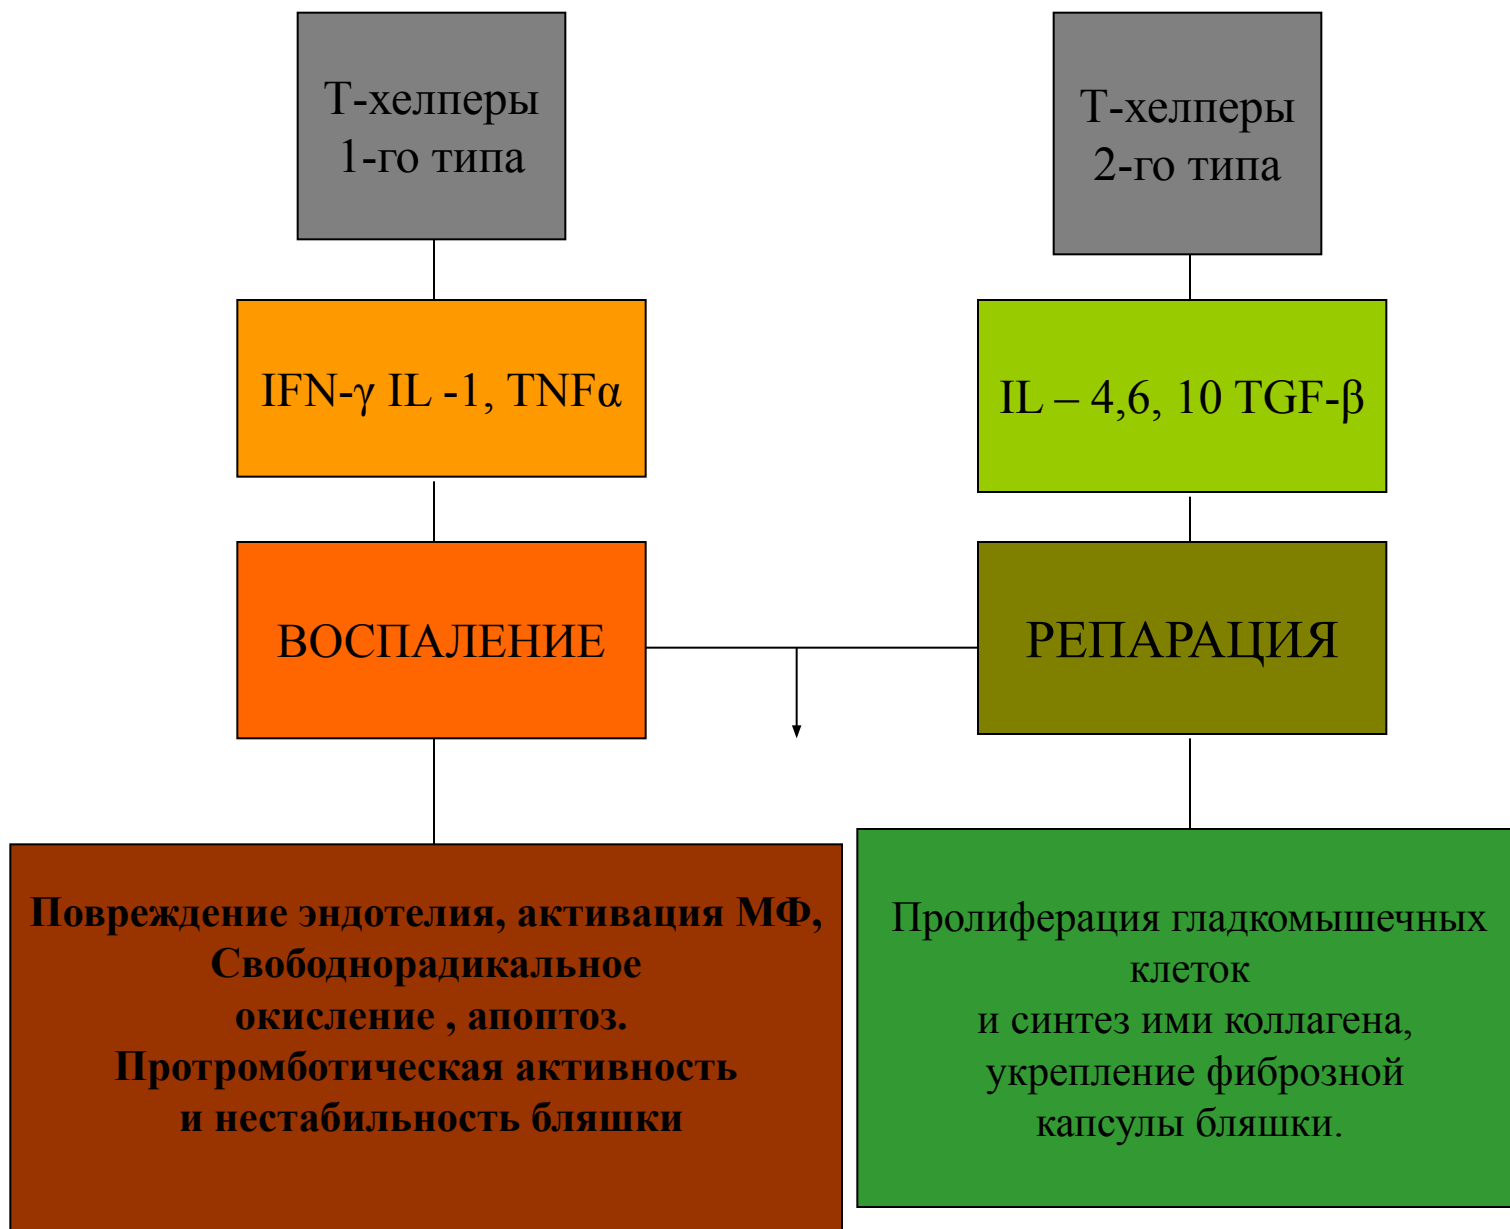 Т-хелперы
1-го типа
Т-хелперы
2-го типа
IFN-γ IL -1, TNFα
IL – 4,6, 10 TGF-β
ВОСПАЛЕНИЕ
РЕПАРАЦИЯ
Повреждение эндотелия, активация МФ,
Свободнорадикальное
окисление , апоптоз.
Протромботическая активность
и нестабильность бляшки
Пролиферация гладкомышечных
клеток
и синтез ими коллагена,
укрепление фиброзной
капсулы бляшки.